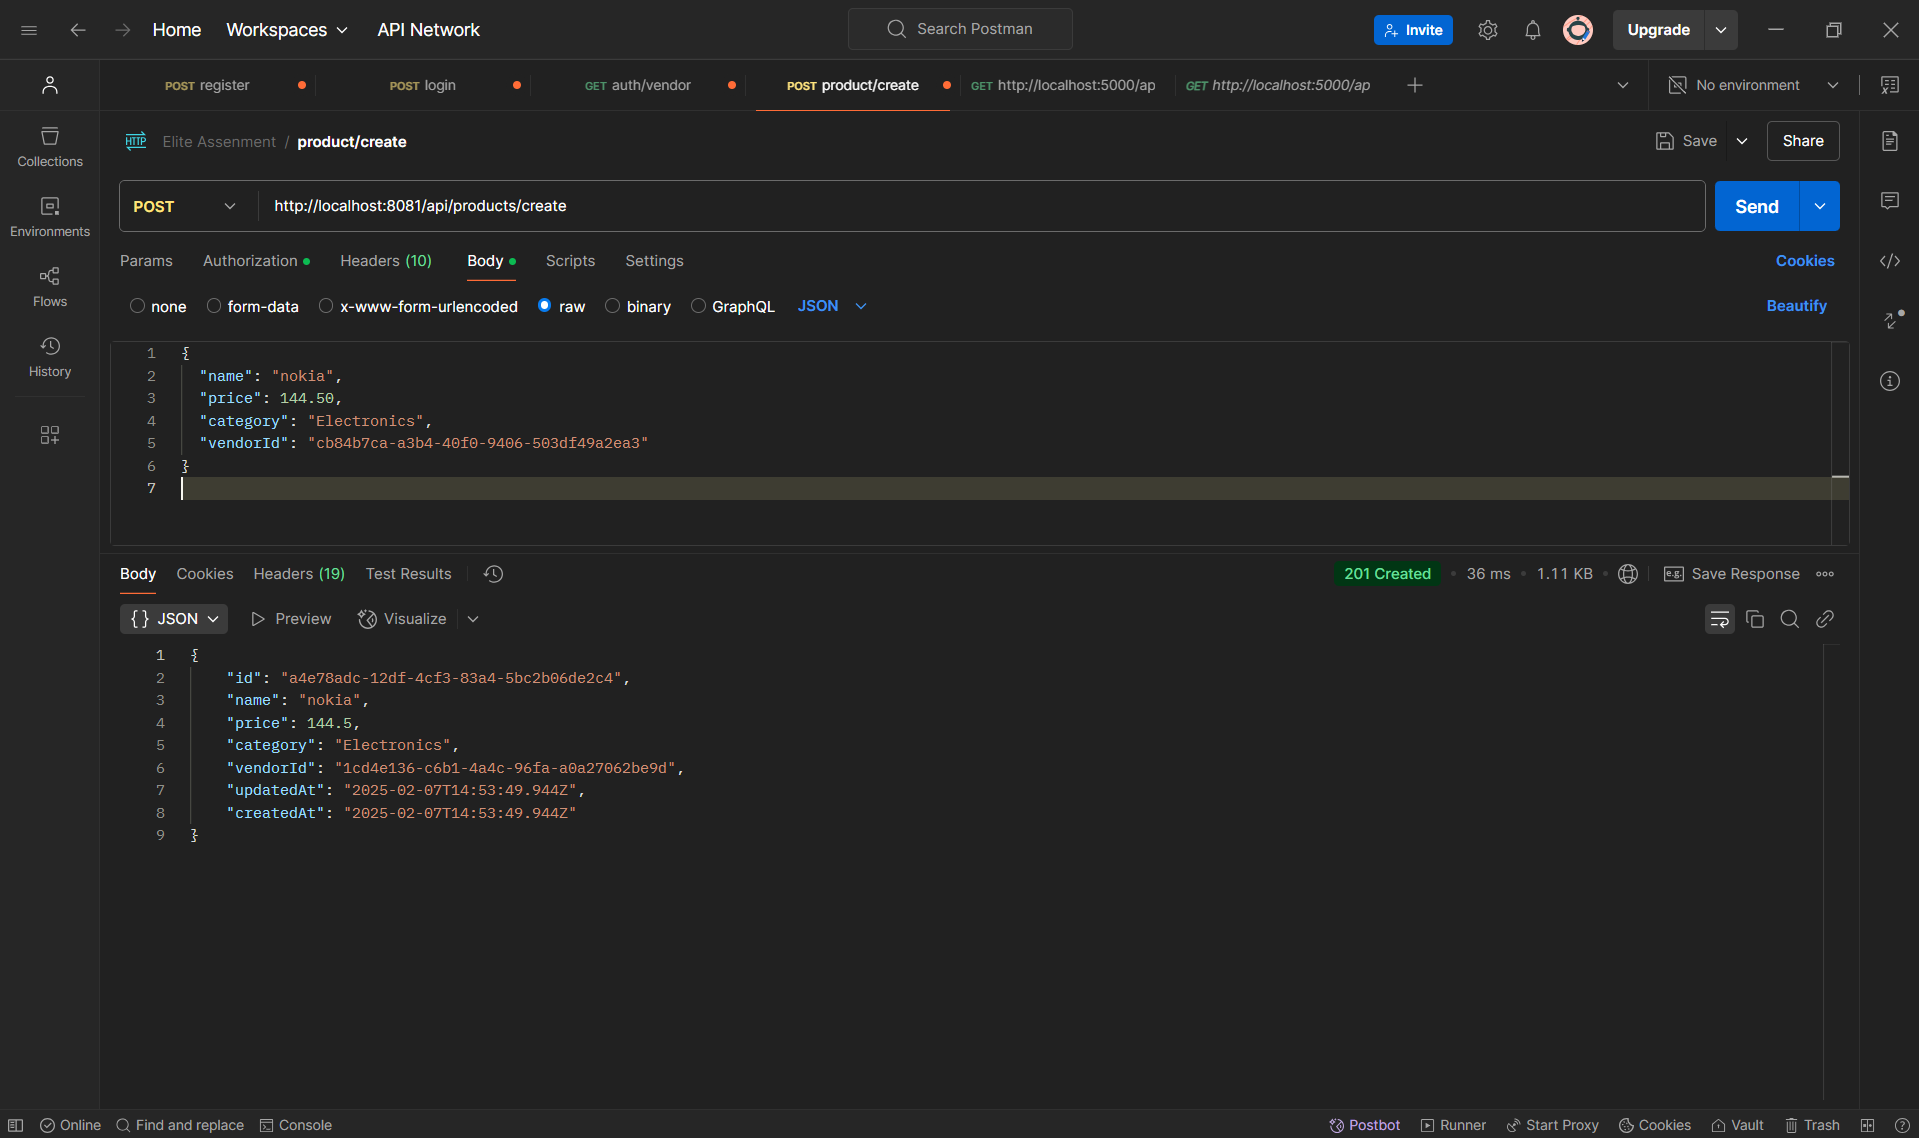 Home Workspaces API Network Search Postman Invite Upgrade
POST register POST login GET auth/vendor POST product/create GET http://localhost:5000/ap GET http://localhost:5000/ap No environment
HTTP Elite Assenment / product/create Save Share
Collections
POST http://localhost:8081/api/products/create Send
Environments
Params Authorization Headers (10) Body Scripts Settings Cookies
Flows
none form-data x-www-form-urlencoded raw binary GraphQL JSON Beautify
History
1 {
2 "name": "nokia",
3 "price": 144.50,
4 "category": "Electronics",
5 "vendorId": "cb84b7ca-a3b4-40f0-9406-503df49a2ea3"
6 }
7
Body Cookies Headers (19) Test Results 201 Created • 36 ms • 1.11 KB • e.g. Save Response
{} JSON Preview Visualize
1 {
2 "id": "a4e78adc-12df-4cf3-83a4-5bc2b06de2c4",
3 "name": "nokia",
4 "price": 144.5,
5 "category": "Electronics",
6 "vendorId": "1cd4e136-c6b1-4a4c-96fa-a0a27062be9d",
7 "updatedAt": "2025-02-07T14:53:49.944Z",
8 "createdAt": "2025-02-07T14:53:49.944Z"
9 }
Online Find and replace Console Postbot Runner Start Proxy Cookies Vault Trash